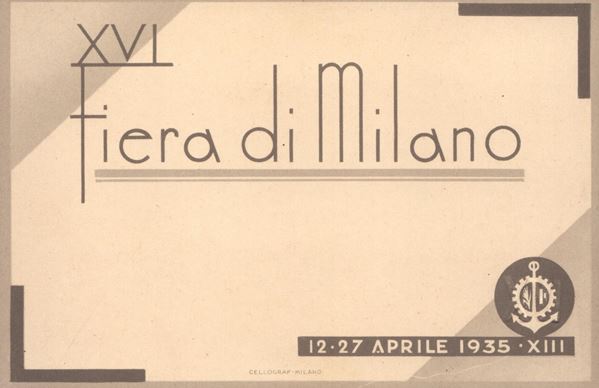 XVI
Fiera di Milano
12·27 APRILE 1935·XIII
CELLOGRAF-MILANO